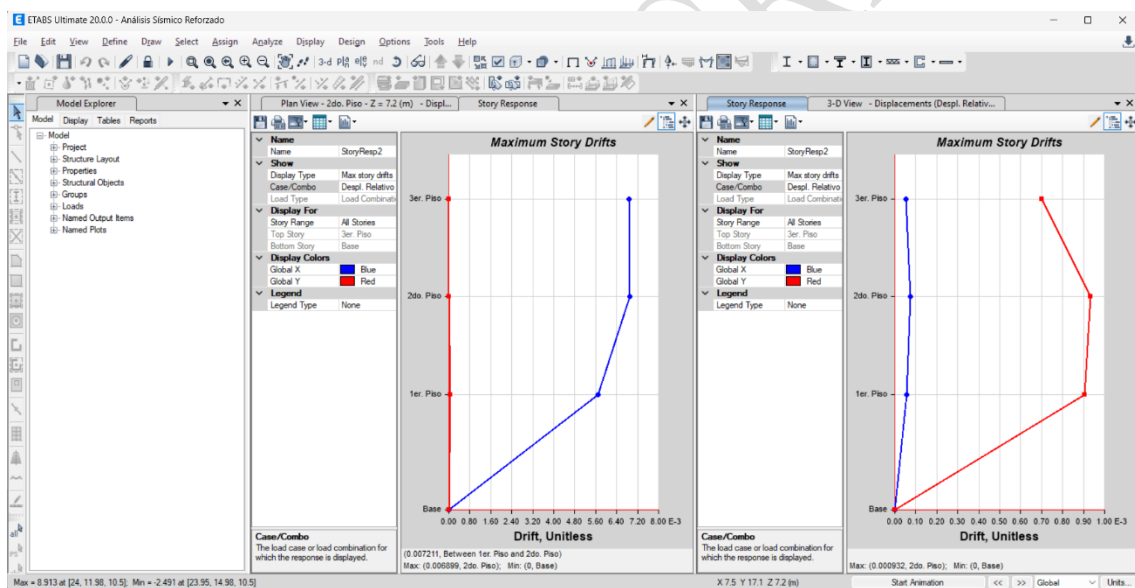 ETABS Ultimate 20.0.0 - Análisis Sísmico Reforzado
File Edit View Define Draw Select Assign Analyze Display Design Options Tools Help
3-d
nd
Model Explorer
Model Display Tables Reports
Model
Project
Structure Layout
Properties
Structural Objects
Groups
Loads
Named Output Items
Named Plots
Plan View - 2do. Piso - Z = 7.2 (m) - Displ...
Story Response
Name
Name StoryResp2
Show
Display Type Max story drifts
Case/Combo Despl. Relativo
Load Type Load Combinati
Display For
Story Range All Stories
Top Story 3er. Piso
Bottom Story Base
Display Colors
Global X Blue
Global Y Red
Legend
Legend Type None
Case/Combo
The load case or load combination for
which the response is displayed.
Maximum Story Drifts
3er. Piso
2do. Piso
1er. Piso
Base
0.00 0.80 1.60 2.40 3.20 4.00 4.80 5.60 6.40 7.20 8.00 E-3
Drift, Unitless
(0.007211, Between 1er. Piso and 2do. Piso)
Max: (0.006899, 2do. Piso); Min: (0, Base)
Story Response
3-D View - Displacements (Despl. Relativ...
Name
Name StoryResp2
Show
Display Type Max story drifts
Case/Combo Despl. Relativo
Load Type Load Combinati
Display For
Story Range All Stories
Top Story 3er. Piso
Bottom Story Base
Display Colors
Global X Blue
Global Y Red
Legend
Legend Type None
Case/Combo
The load case or load combination for
which the response is displayed.
Maximum Story Drifts
3er. Piso
2do. Piso
1er. Piso
Base
0.00 0.10 0.20 0.30 0.40 0.50 0.60 0.70 0.80 0.90 1.00 E-3
Drift, Unitless
Max: (0.000932, 2do. Piso); Min: (0, Base)
Max = 8.913 at [24, 11.98, 10.5]; Min = -2.491 at [23.95, 14.98, 10.5]
X 7.5 Y 17.1 Z 7.2 (m)
Start Animation
<< >> Global Units...